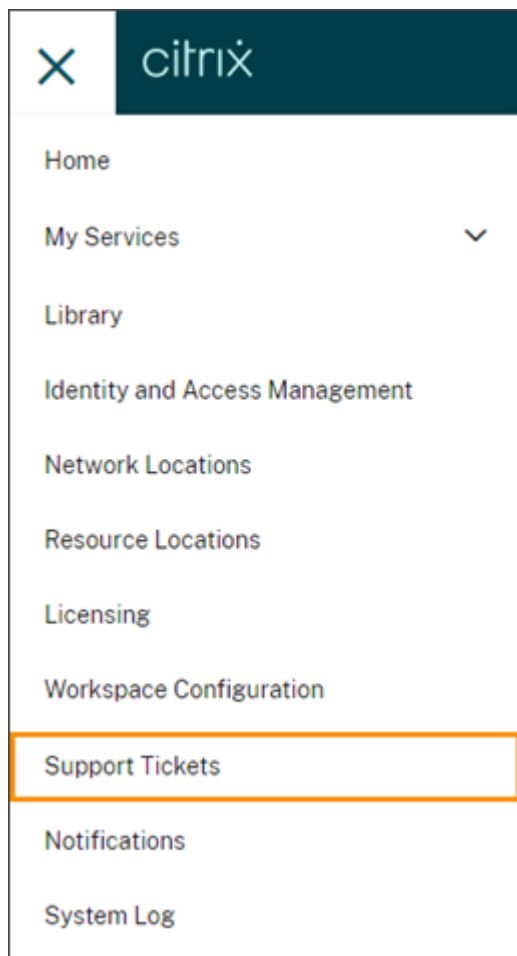 citrix
Home
My Services
Library
Identity and Access Management
Network Locations
Resource Locations
Licensing
Workspace Configuration
Support Tickets
Notifications
System Log